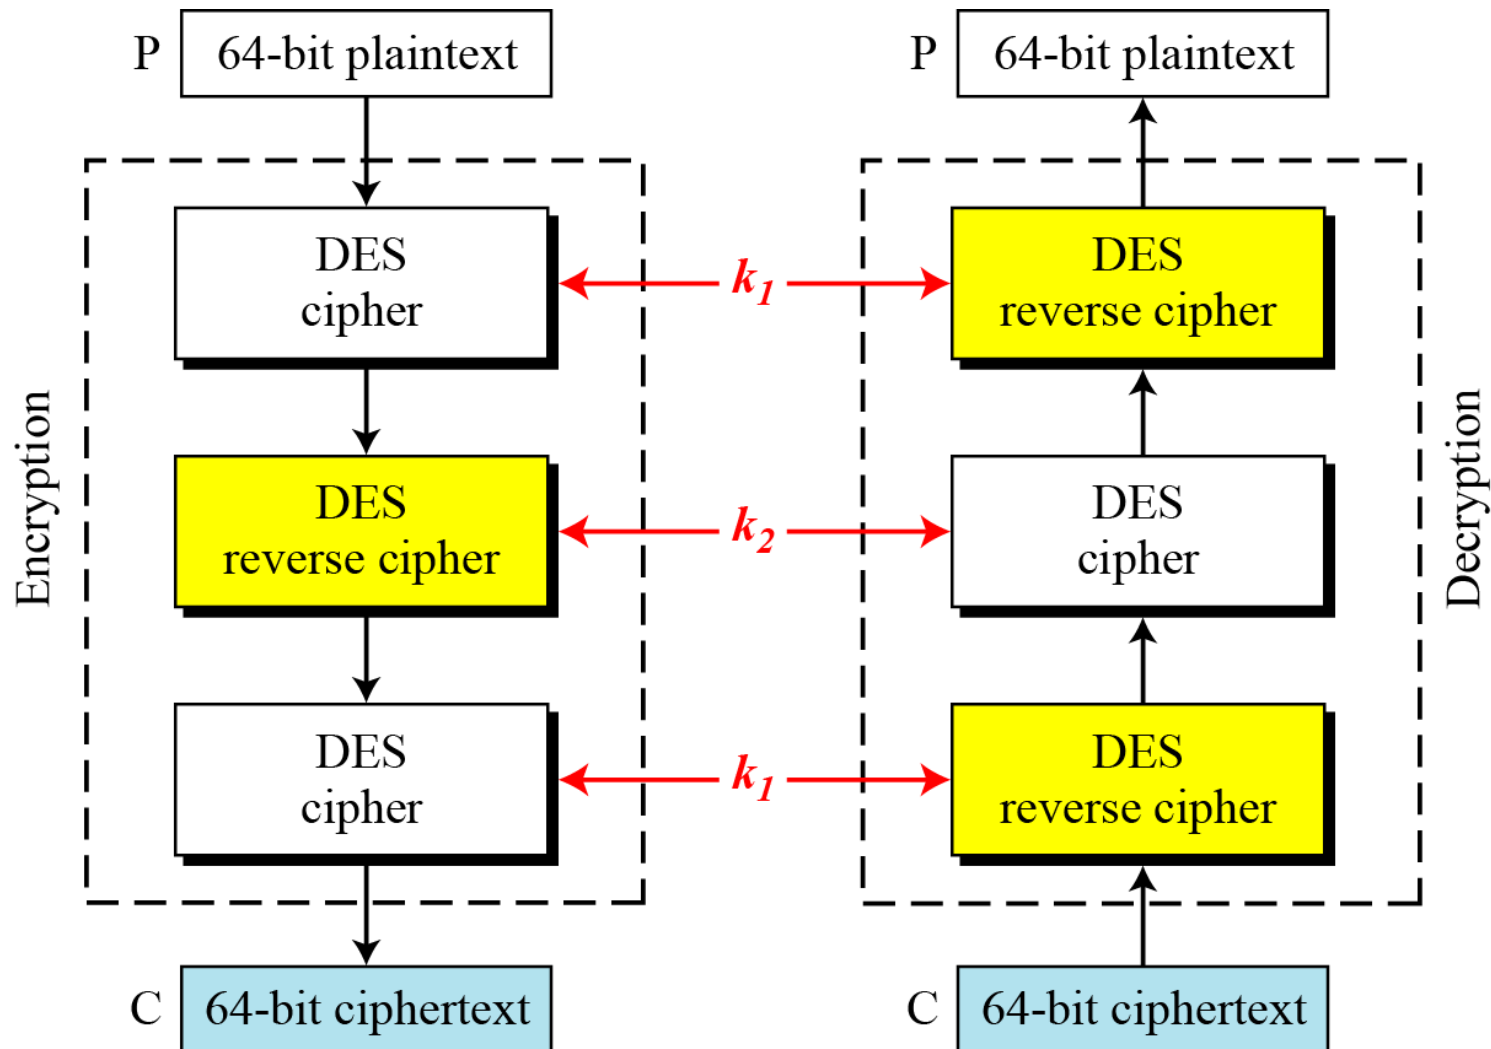 P 64-bit plaintext
P 64-bit plaintext
Encryption
DES
cipher
k1
DES
reverse cipher
DES
reverse cipher
k2
DES
cipher
DES
cipher
k1
DES
reverse cipher
Decryption
C 64-bit ciphertext
C 64-bit ciphertext